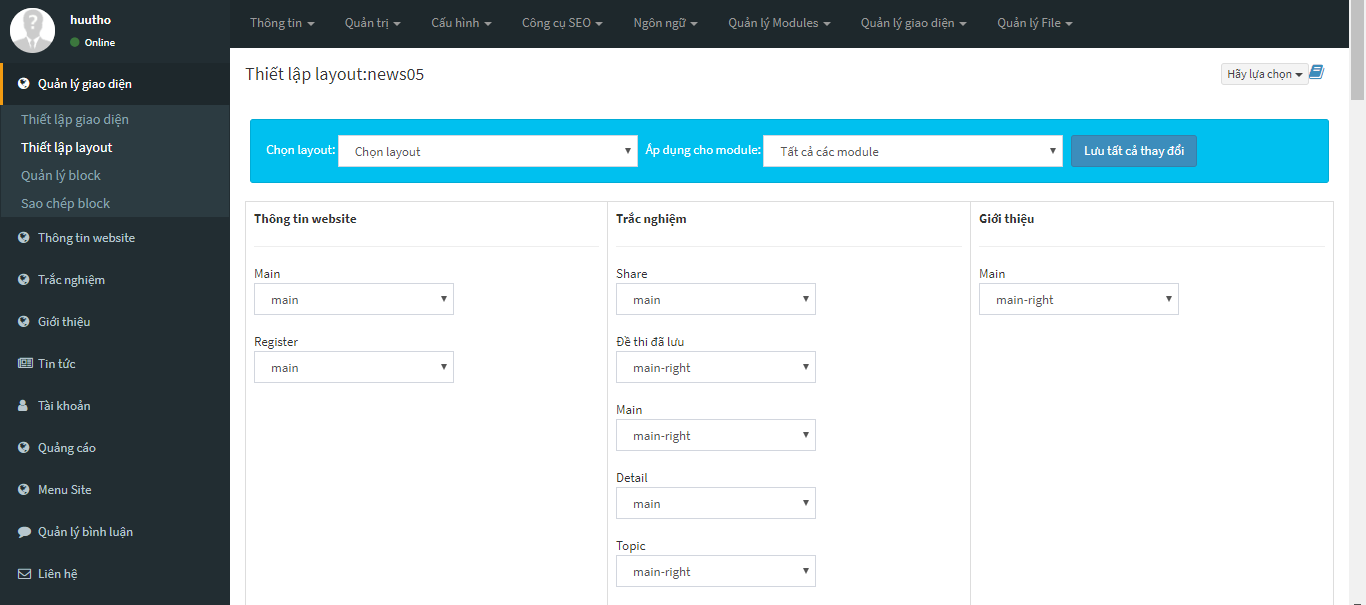 huutho
Online
Thông tin Quản trị Cấu hình Công cụ SEO Ngôn ngữ Quản lý Modules Quản lý giao diện Quản lý File
Quản lý giao diện
Thiết lập giao diện
Thiết lập layout
Quản lý block
Sao chép block
Thông tin website
Trắc nghiệm
Giới thiệu
Tin tức
Tài khoản
Quảng cáo
Menu Site
Quản lý bình luận
Liên hệ
Thiết lập layout:news05
Hãy lựa chọn
Chọn layout: Chọn layout Áp dụng cho module: Tất cả các module Lưu tất cả thay đổi
Thông tin website
Main
main
Register
main
Trắc nghiệm
Share
main
Đề thi đã lưu
main-right
Main
main-right
Detail
main
Topic
main-right
Giới thiệu
Main
main-right